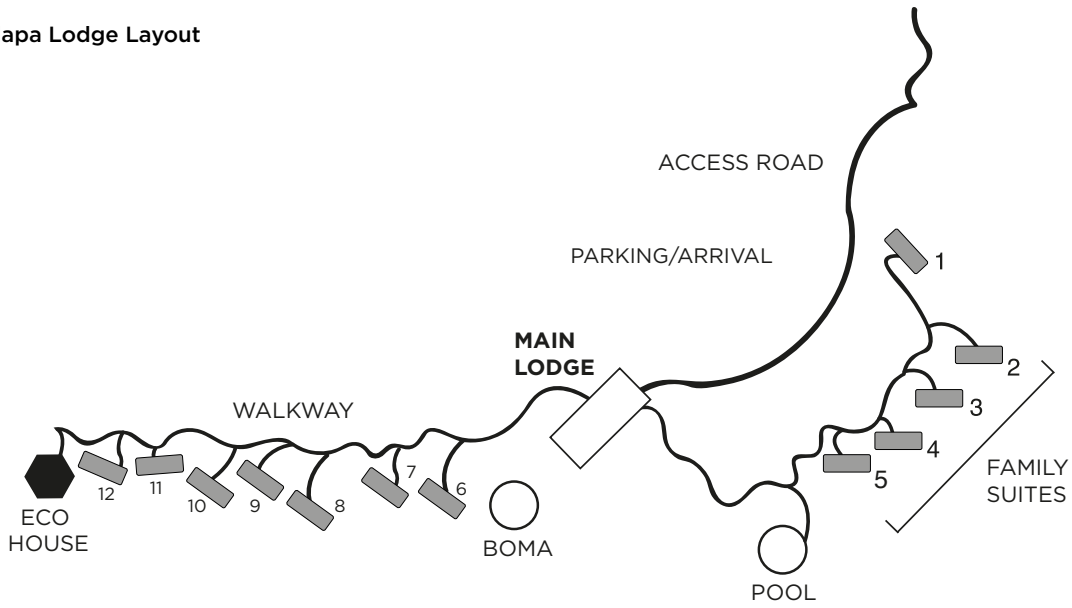 apa Lodge Layout
ACCESS ROAD
PARKING/ARRIVAL
1
MAIN
LODGE
2
3
WALKWAY
4
5
FAMILY
SUITES
12
11
10
9
8
7
6
ECO
HOUSE
BOMA
POOL